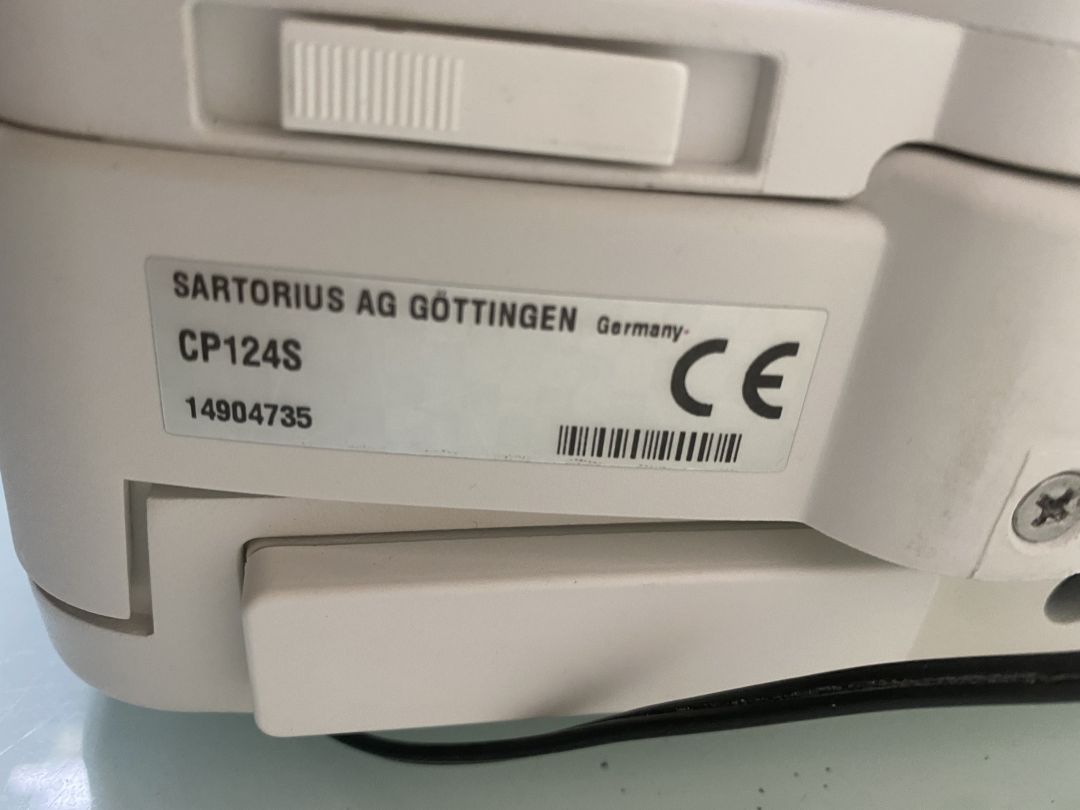 SARTORIUS AG GÖTTINGEN Germany
CP124S
CE
14904735